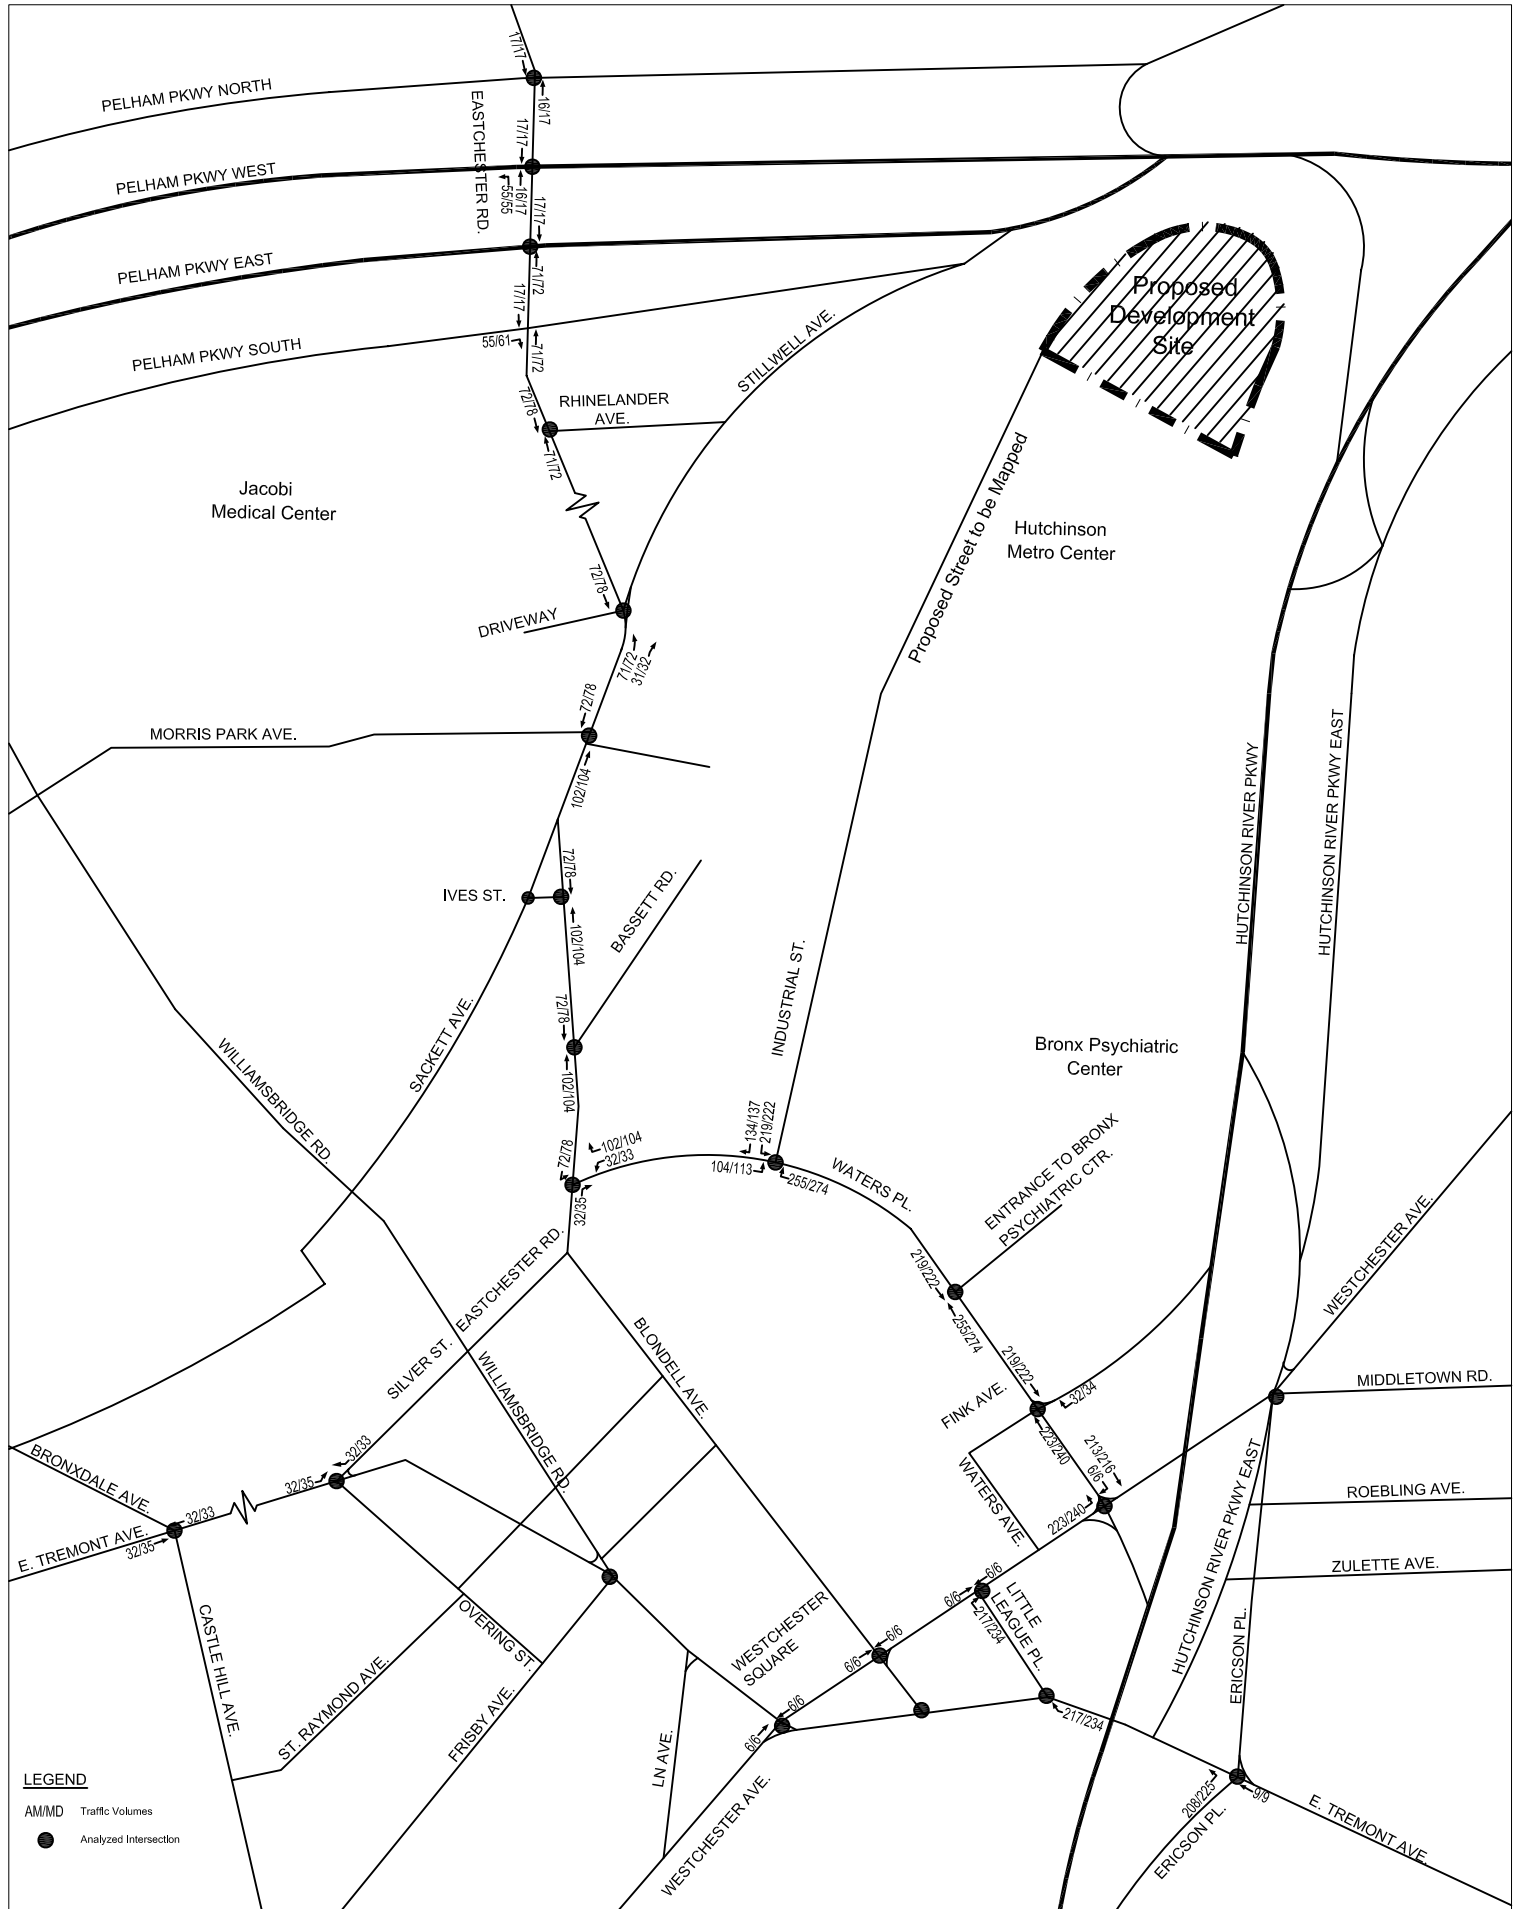 17/17
PELHAM PKWY NORTH
16/17
EASTCHESTER RD.
17/17
PELHAM PKWY WEST
55/55
16/17
17/17
PELHAM PKWY EAST
71/72
17/17
PELHAM PKWY SOUTH
55/61
71/72
STILLWELL AVE.
Proposed
Development
Site
72/78
RHINELANDER
AVE.
71/72
Jacobi
Medical Center
Proposed Street to be Mapped
Hutchinson
Metro Center
72/78
DRIVEWAY
71/72
31/32
72/78
MORRIS PARK AVE.
102/104
HUTCHINSON RIVER PKWY
HUTCHINSON RIVER PKWY EAST
72/78
IVES ST.
102/104
BASSETT RD.
INDUSTRIAL ST.
72/78
SACKETT AVE.
102/104
WILLIAMSBRIDGE RD.
Bronx Psychiatric
Center
134/137
219/222
102/104
32/33
72/78
104/113
255/274
WATERS PL.
ENTRANCE TO BRONX
PSYCHIATRIC CTR.
32/35
219/222
255/274
WESTCHESTER AVE.
EASTCHESTER RD.
SILVER ST.
BLONDELL AVE.
WILLIAMSBRIDGE RD.
219/222
32/34
FINK AVE.
223/240
MIDDLETOWN RD.
213/216
6/6
32/33
32/35
BRONXDALE AVE.
32/33
E. TREMONT AVE.
32/35
WATERS AVE.
223/240
HUTCHINSON RIVER PKWY EAST
ROEBLING AVE.
ZULETTE AVE.
6/6
6/6
LITTLE
LEAGUE PL.
217/234
CASTLE HILL AVE.
OVERING ST.
WESTCHESTER
SQUARE
6/6
6/6
ERICSON PL.
ST. RAYMOND AVE.
FRISBY AVE.
6/6
6/6
217/234
LN AVE.
WESTCHESTER AVE.
208/225
9/9
ERICSON PL.
E. TREMONT AVE.
LEGEND
AM/MD Traffic Volumes
Analyzed Intersection